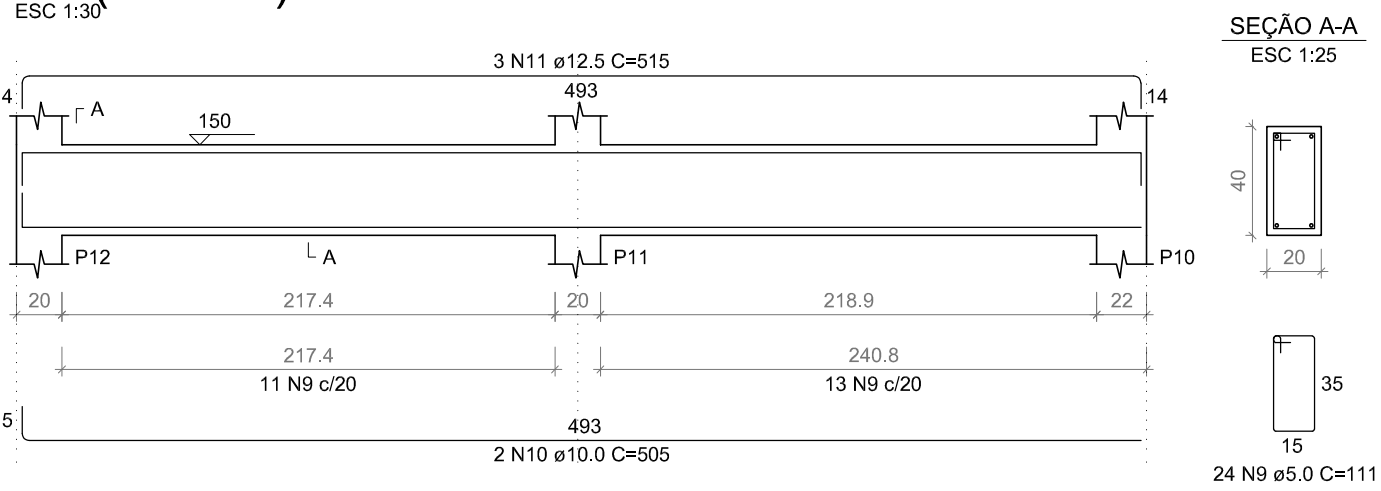 ESC 1:30
SEÇÃO A-A
ESC 1:25
3 N11 ø12.5 C=515
493
4
14
A
150
40
20
A
P12
P11
P10
20
217.4
20
218.9
22
217.4
240.8
11 N9 c/20
13 N9 c/20
35
15
24 N9 ø5.0 C=111
5
493
2 N10 ø10.0 C=505